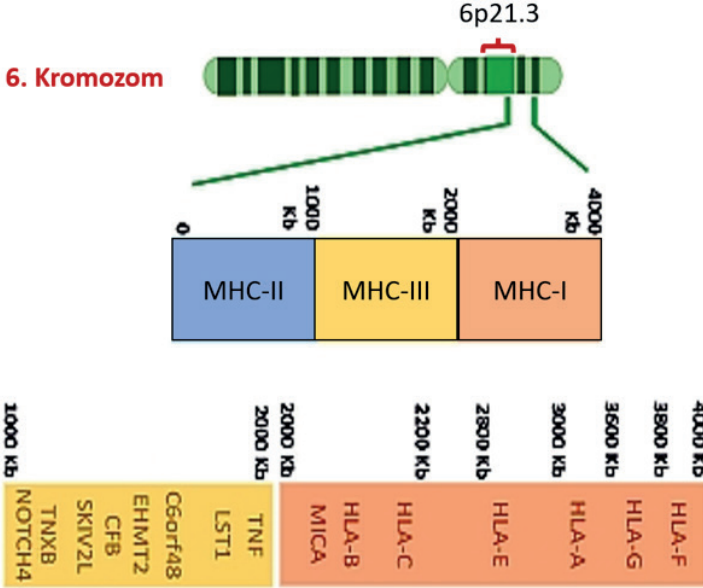 6p21.3
6. Kromozom
0
1000
Kb
2000
Kb
4000
Kb
MHC-II
MHC-III
MHC-I
1000 Kb
2000 Kb
2000 Kb
2200 Kb
2800 Kb
3000 Kb
3600 Kb
3800 Kb
4000 Kb
NOTCH4
TNXB
SKIV2L
CFB
EHMT2
C6orf48
LST1
TNF
MICA
HLA-B
HLA-C
HLA-E
HLA-A
HLA-G
HLA-F